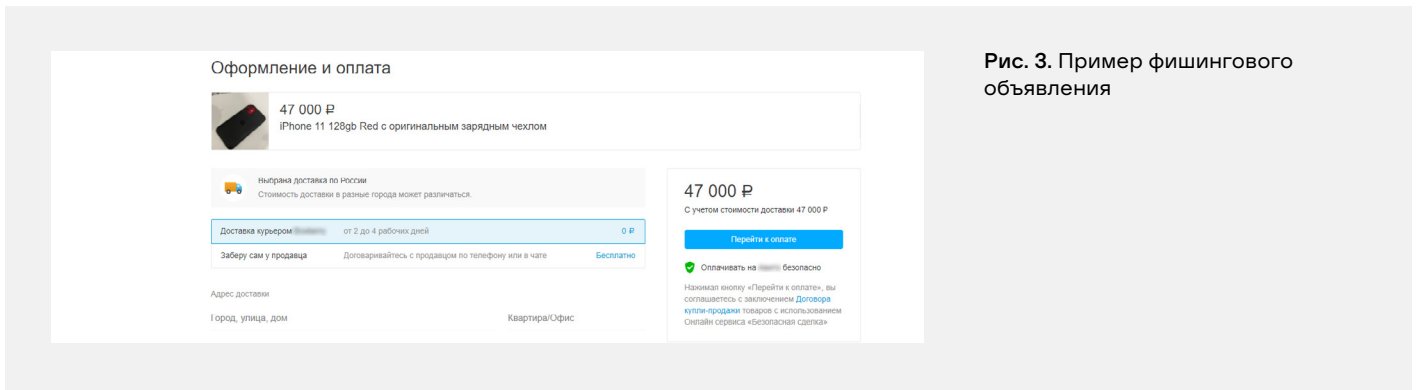 Рис. 3. Пример фишингового
объявления
Оформление и оплата
47 000 ₽
iPhone 11 128gb Red с оригинальным зарядным чехлом
Выбрана доставка по России
Стоимость доставки в разные города может различаться.
Доставка курьером от 2 до 4 рабочих дней 0 ₽
Заберу сам у продавца Договаривайтесь с продавцом по телефону или в чате Бесплатно
Адрес доставки
Город, улица, дом Квартира/Офис
47 000 ₽
С учетом стоимости доставки 47 000 ₽
Перейти к оплате
Оплачивать на безопасно
Нажимая кнопку «Перейти к оплате», вы
соглашаетесь с заключением Договора
купли-продажи товаров с использованием
Онлайн сервиса «Безопасная сделка»